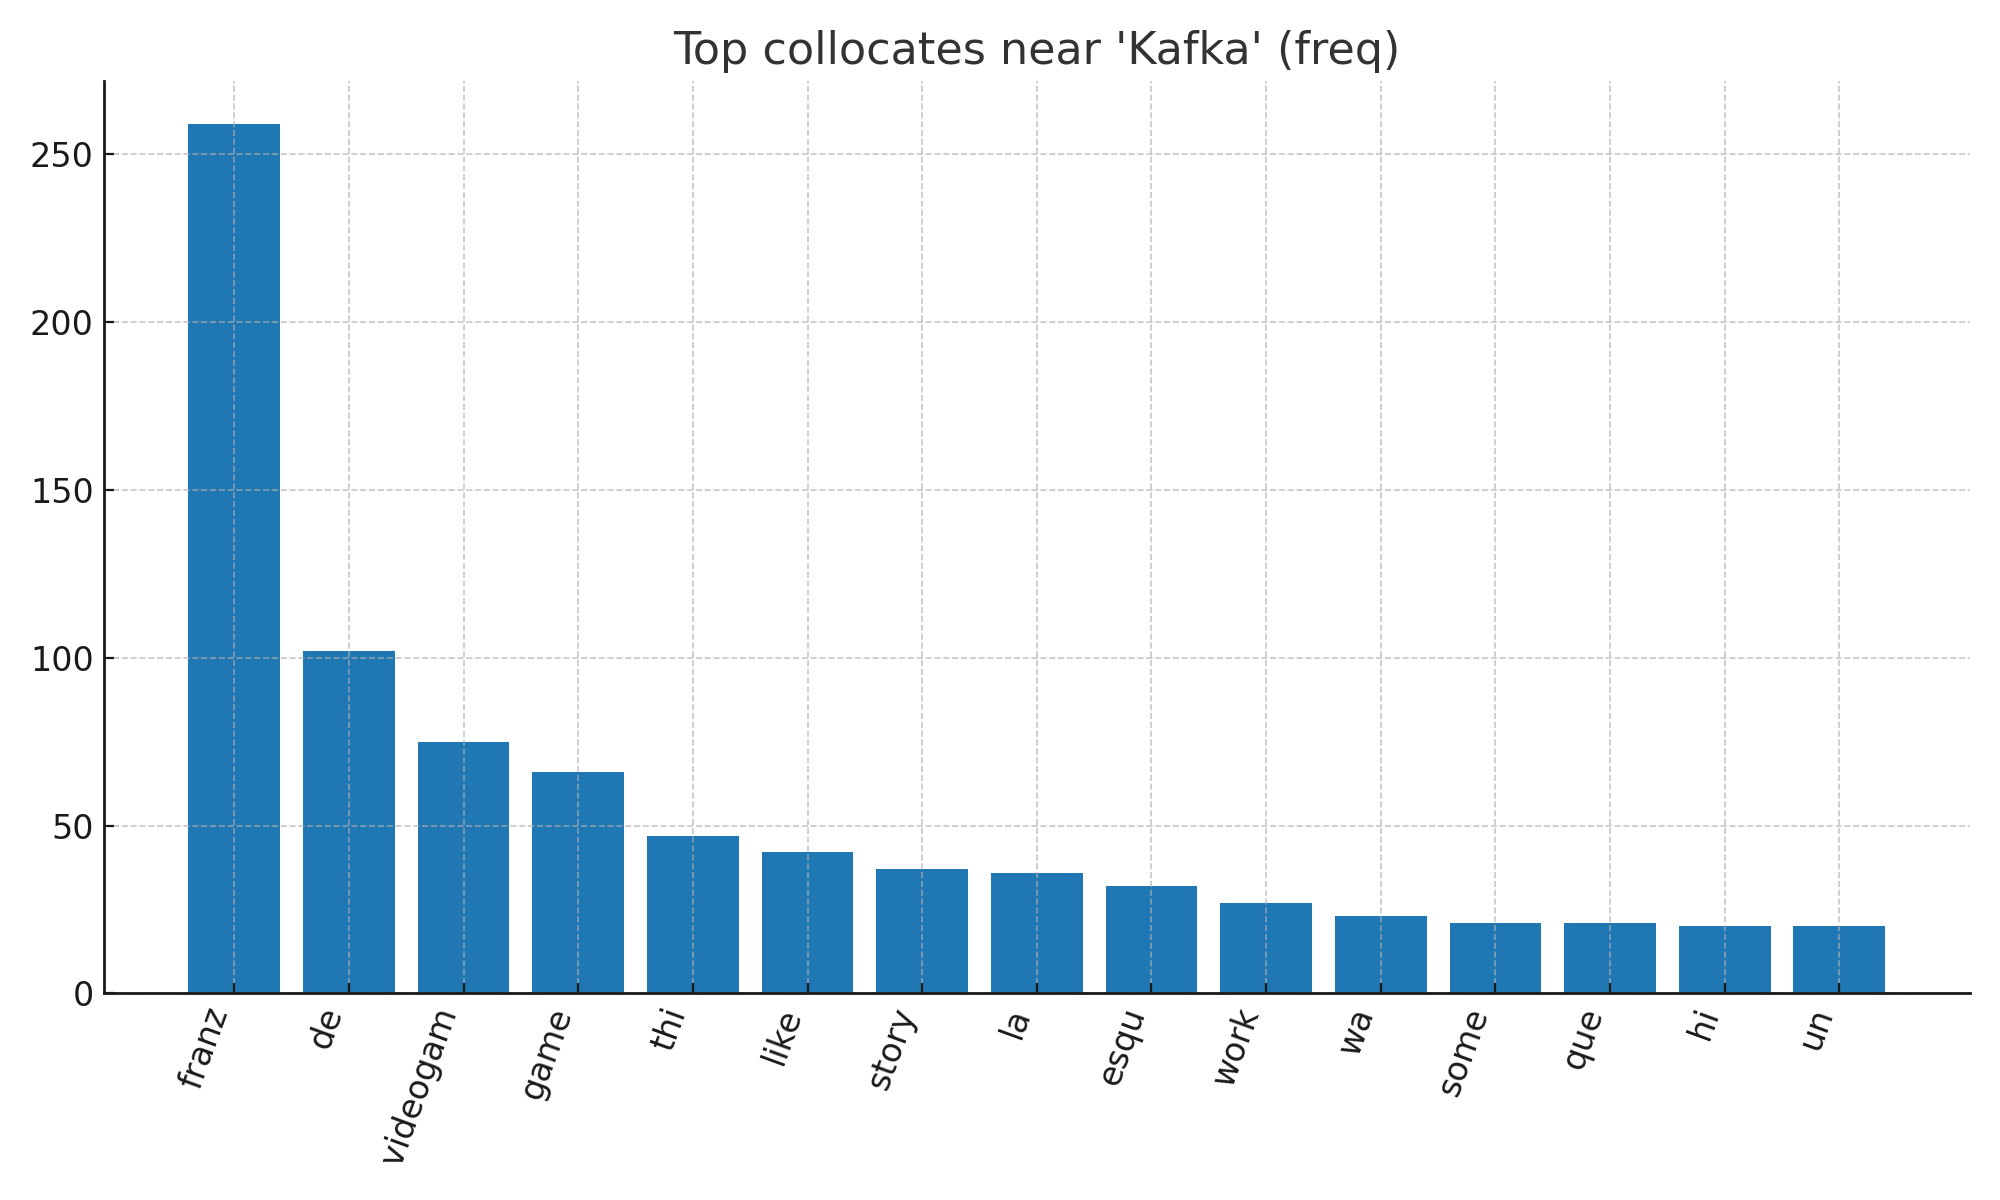 Top collocates near 'Kafka' (freq)
250
200
150
100
50
0
franz
de
videogam
game
thi
like
story
la
esqu
work
wa
some
que
hi
un